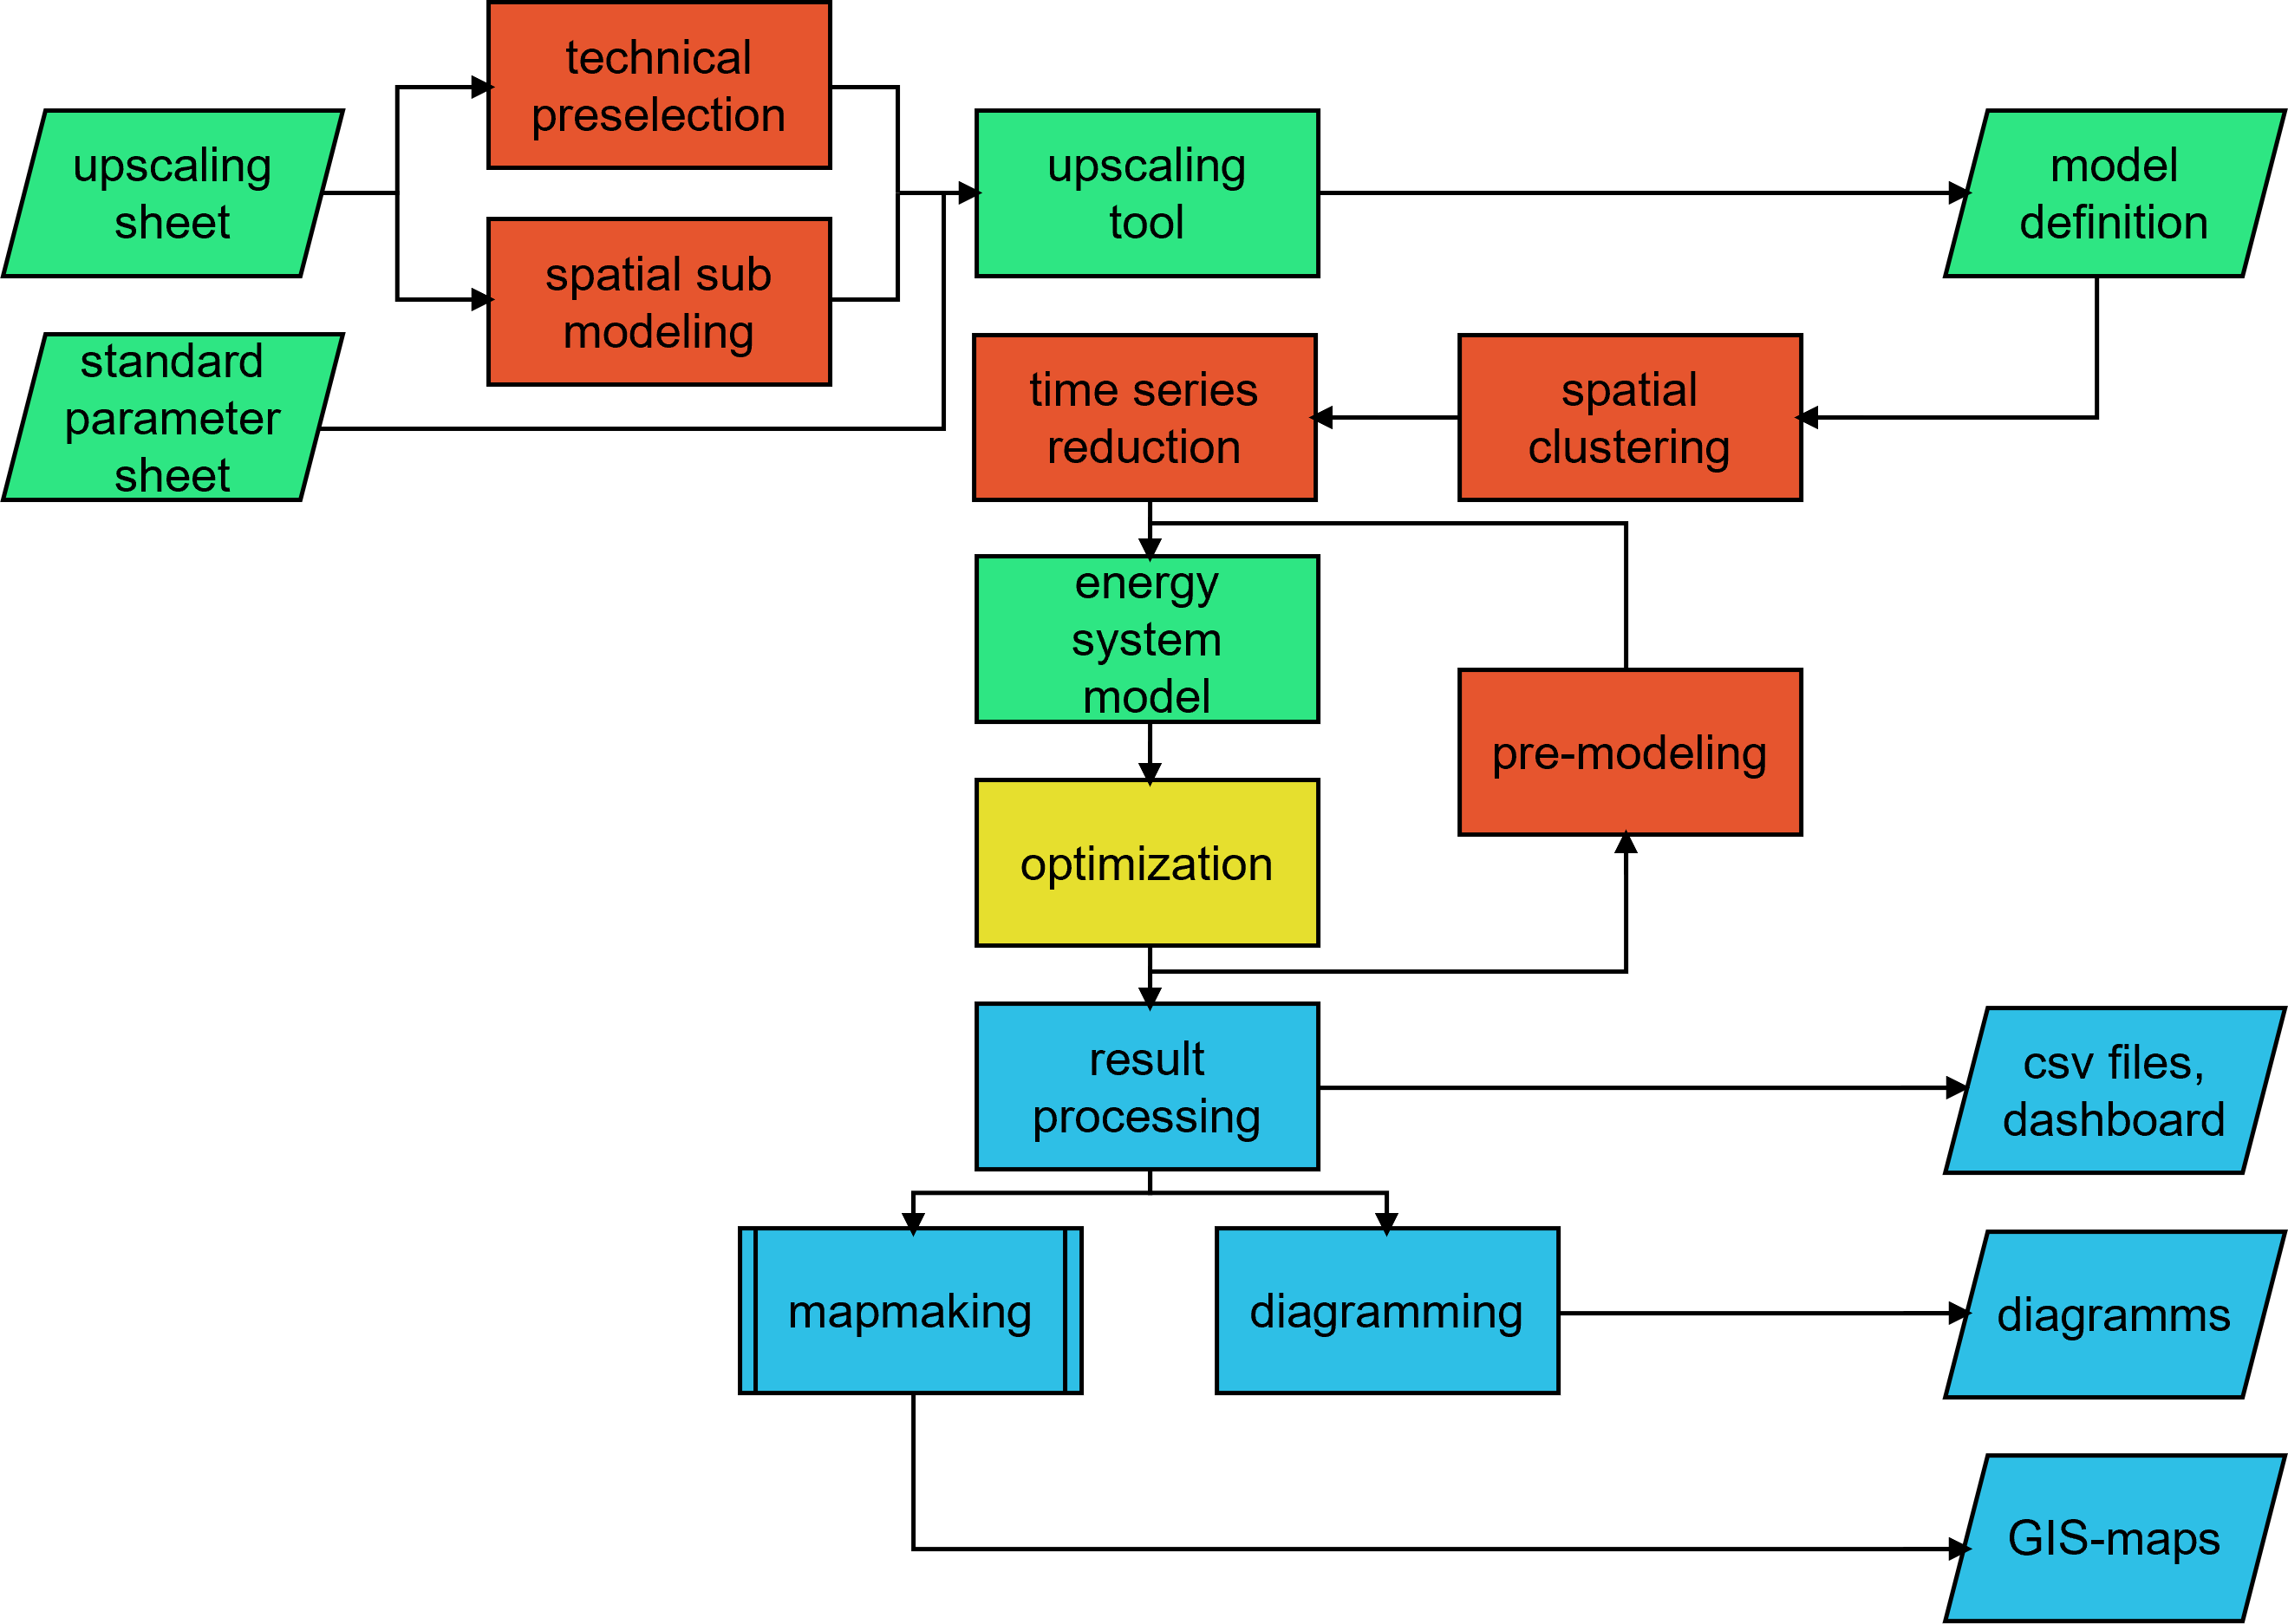 technical
preselection
upscaling
sheet
upscaling
tool
model
definition
spatial sub
modeling
standard
parameter
sheet
time series
reduction
spatial
clustering
energy
system
model
pre-modeling
optimization
result
processing
csv files,
dashboard
mapmaking
diagramming
diagramms
GIS-maps